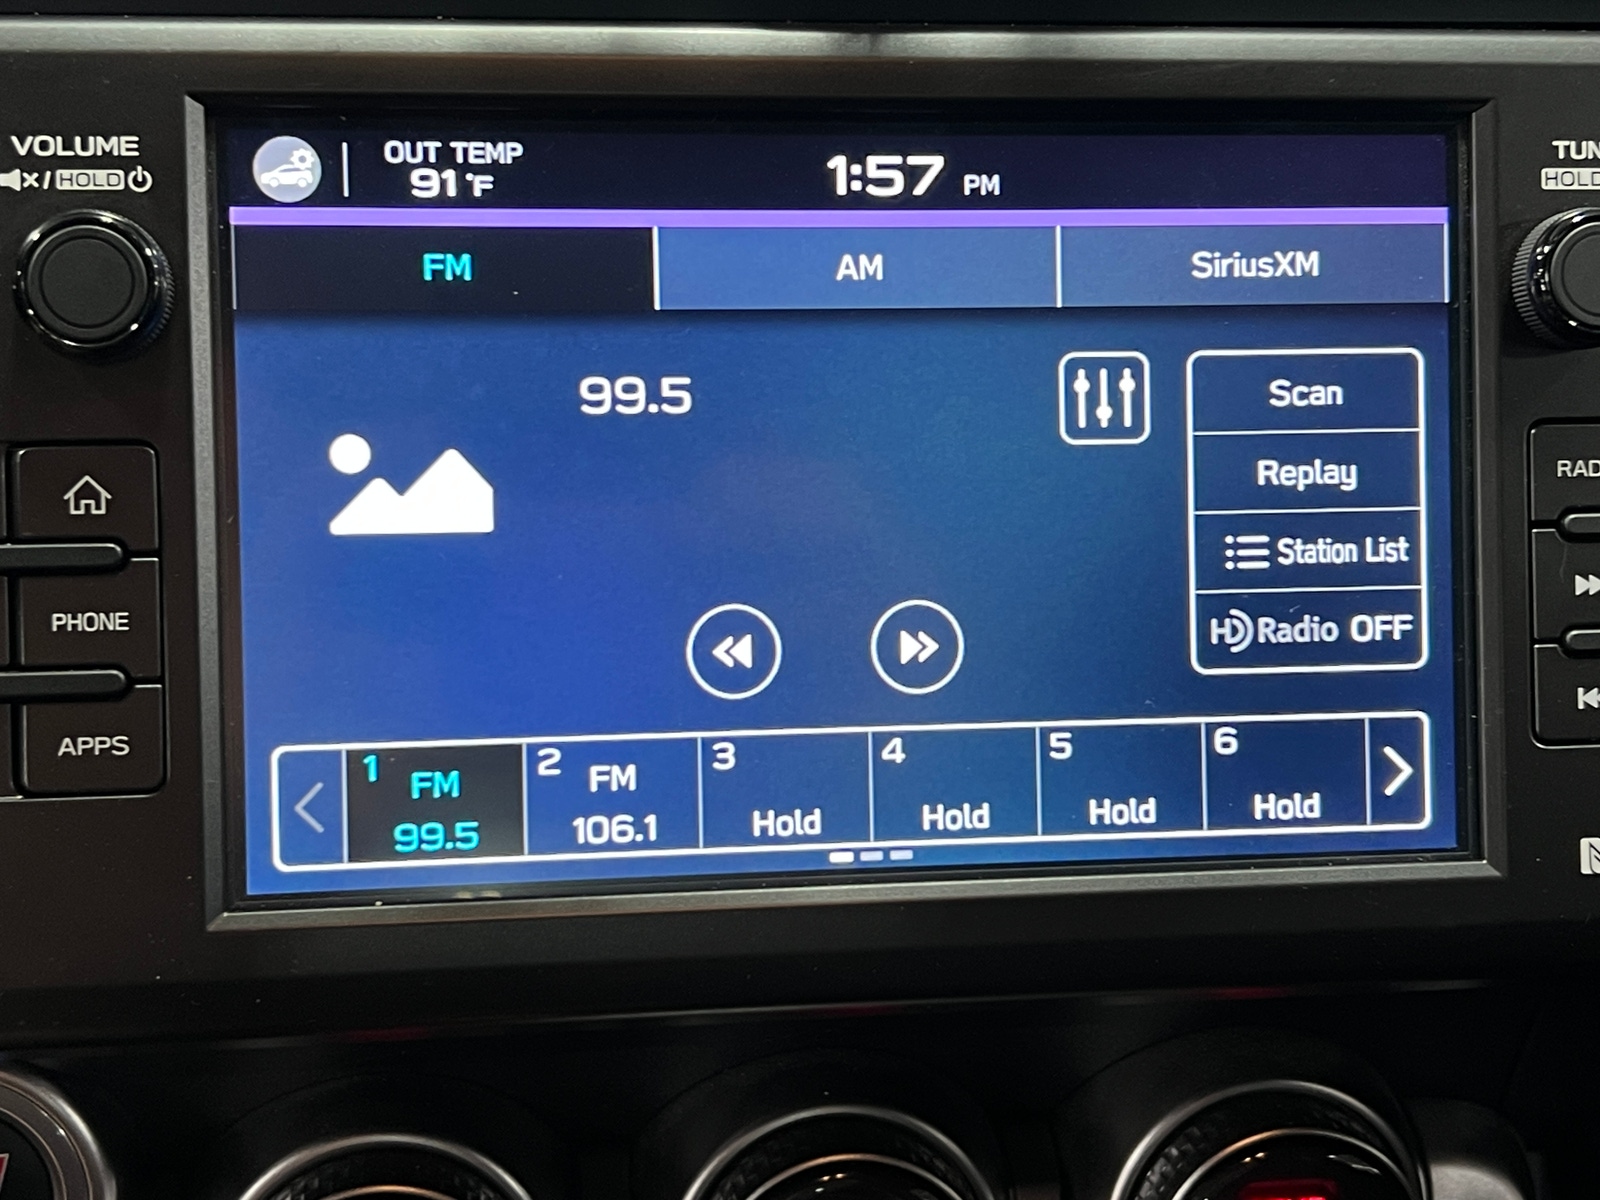 VOLUME
HOLD
OUT TEMP
91°F
1:57 PM
FM
AM
SiriusXM
99.5
Scan
Replay
Station List
HD Radio OFF
PHONE
APPS
1
FM
99.5
2
FM
106.1
3
Hold
4
Hold
5
Hold
6
Hold
TUN
HOLD
RAD